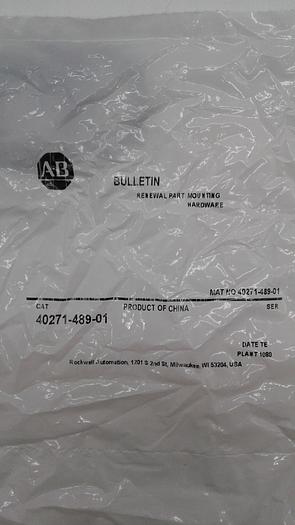 A-B
BULLETIN
RENEWAL PART MOUNTING
HARDWARE
MAT NO 40271-489-01
CAT PRODUCT OF CHINA SER
40271-489-01
DATE TE
PLANT 1080
Rockwell Automation, 1201 S 2nd St, Milwaukee, WI 53204, USA